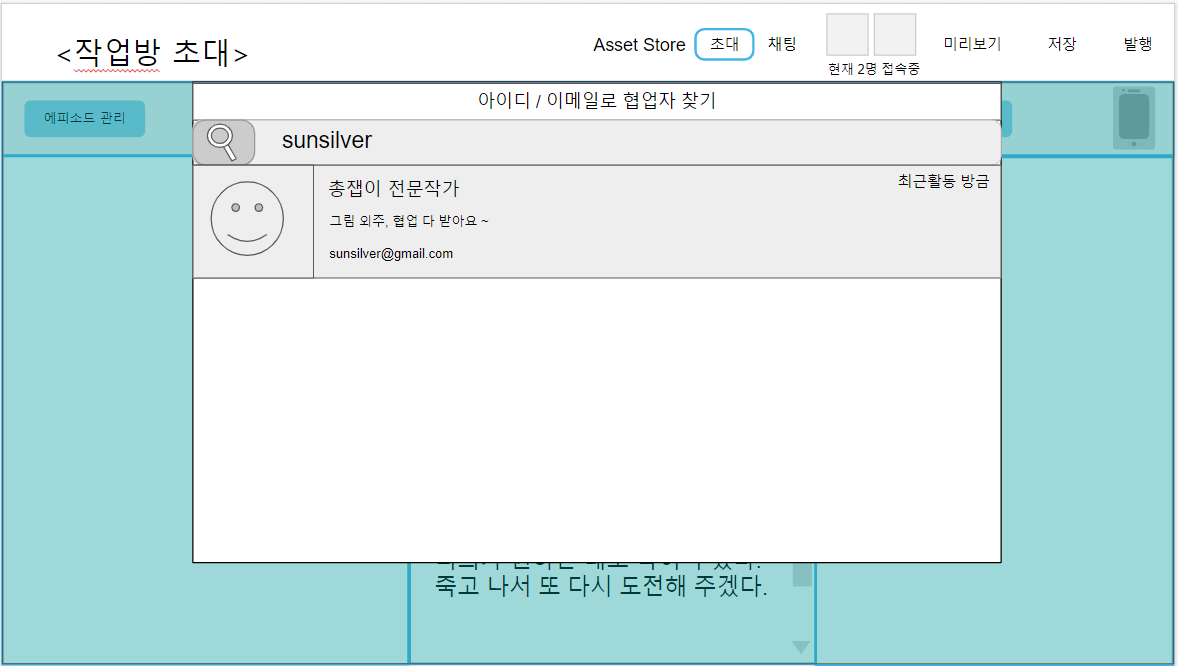 <작업방 초대>
Asset Store
초대
채팅
현재 2명 접속중
미리보기
저장
발행
에피소드 관리
아이디 / 이메일로 협업자 찾기
sunsilver
총잽이 전문작가
최근활동 방금
그림 외주, 협업 다 받아요 ~
sunsilver@gmail.com
죽고 나서 또 다시 도전해 주겠다.